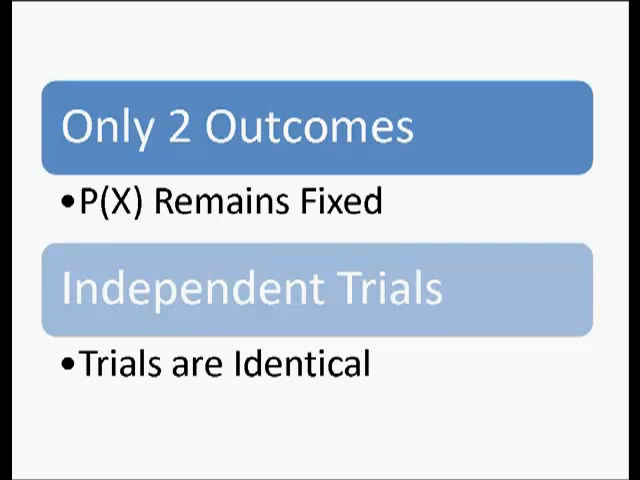 Only 2 Outcomes
•P(X) Remains Fixed
Independent Trials
•Trials are Identical